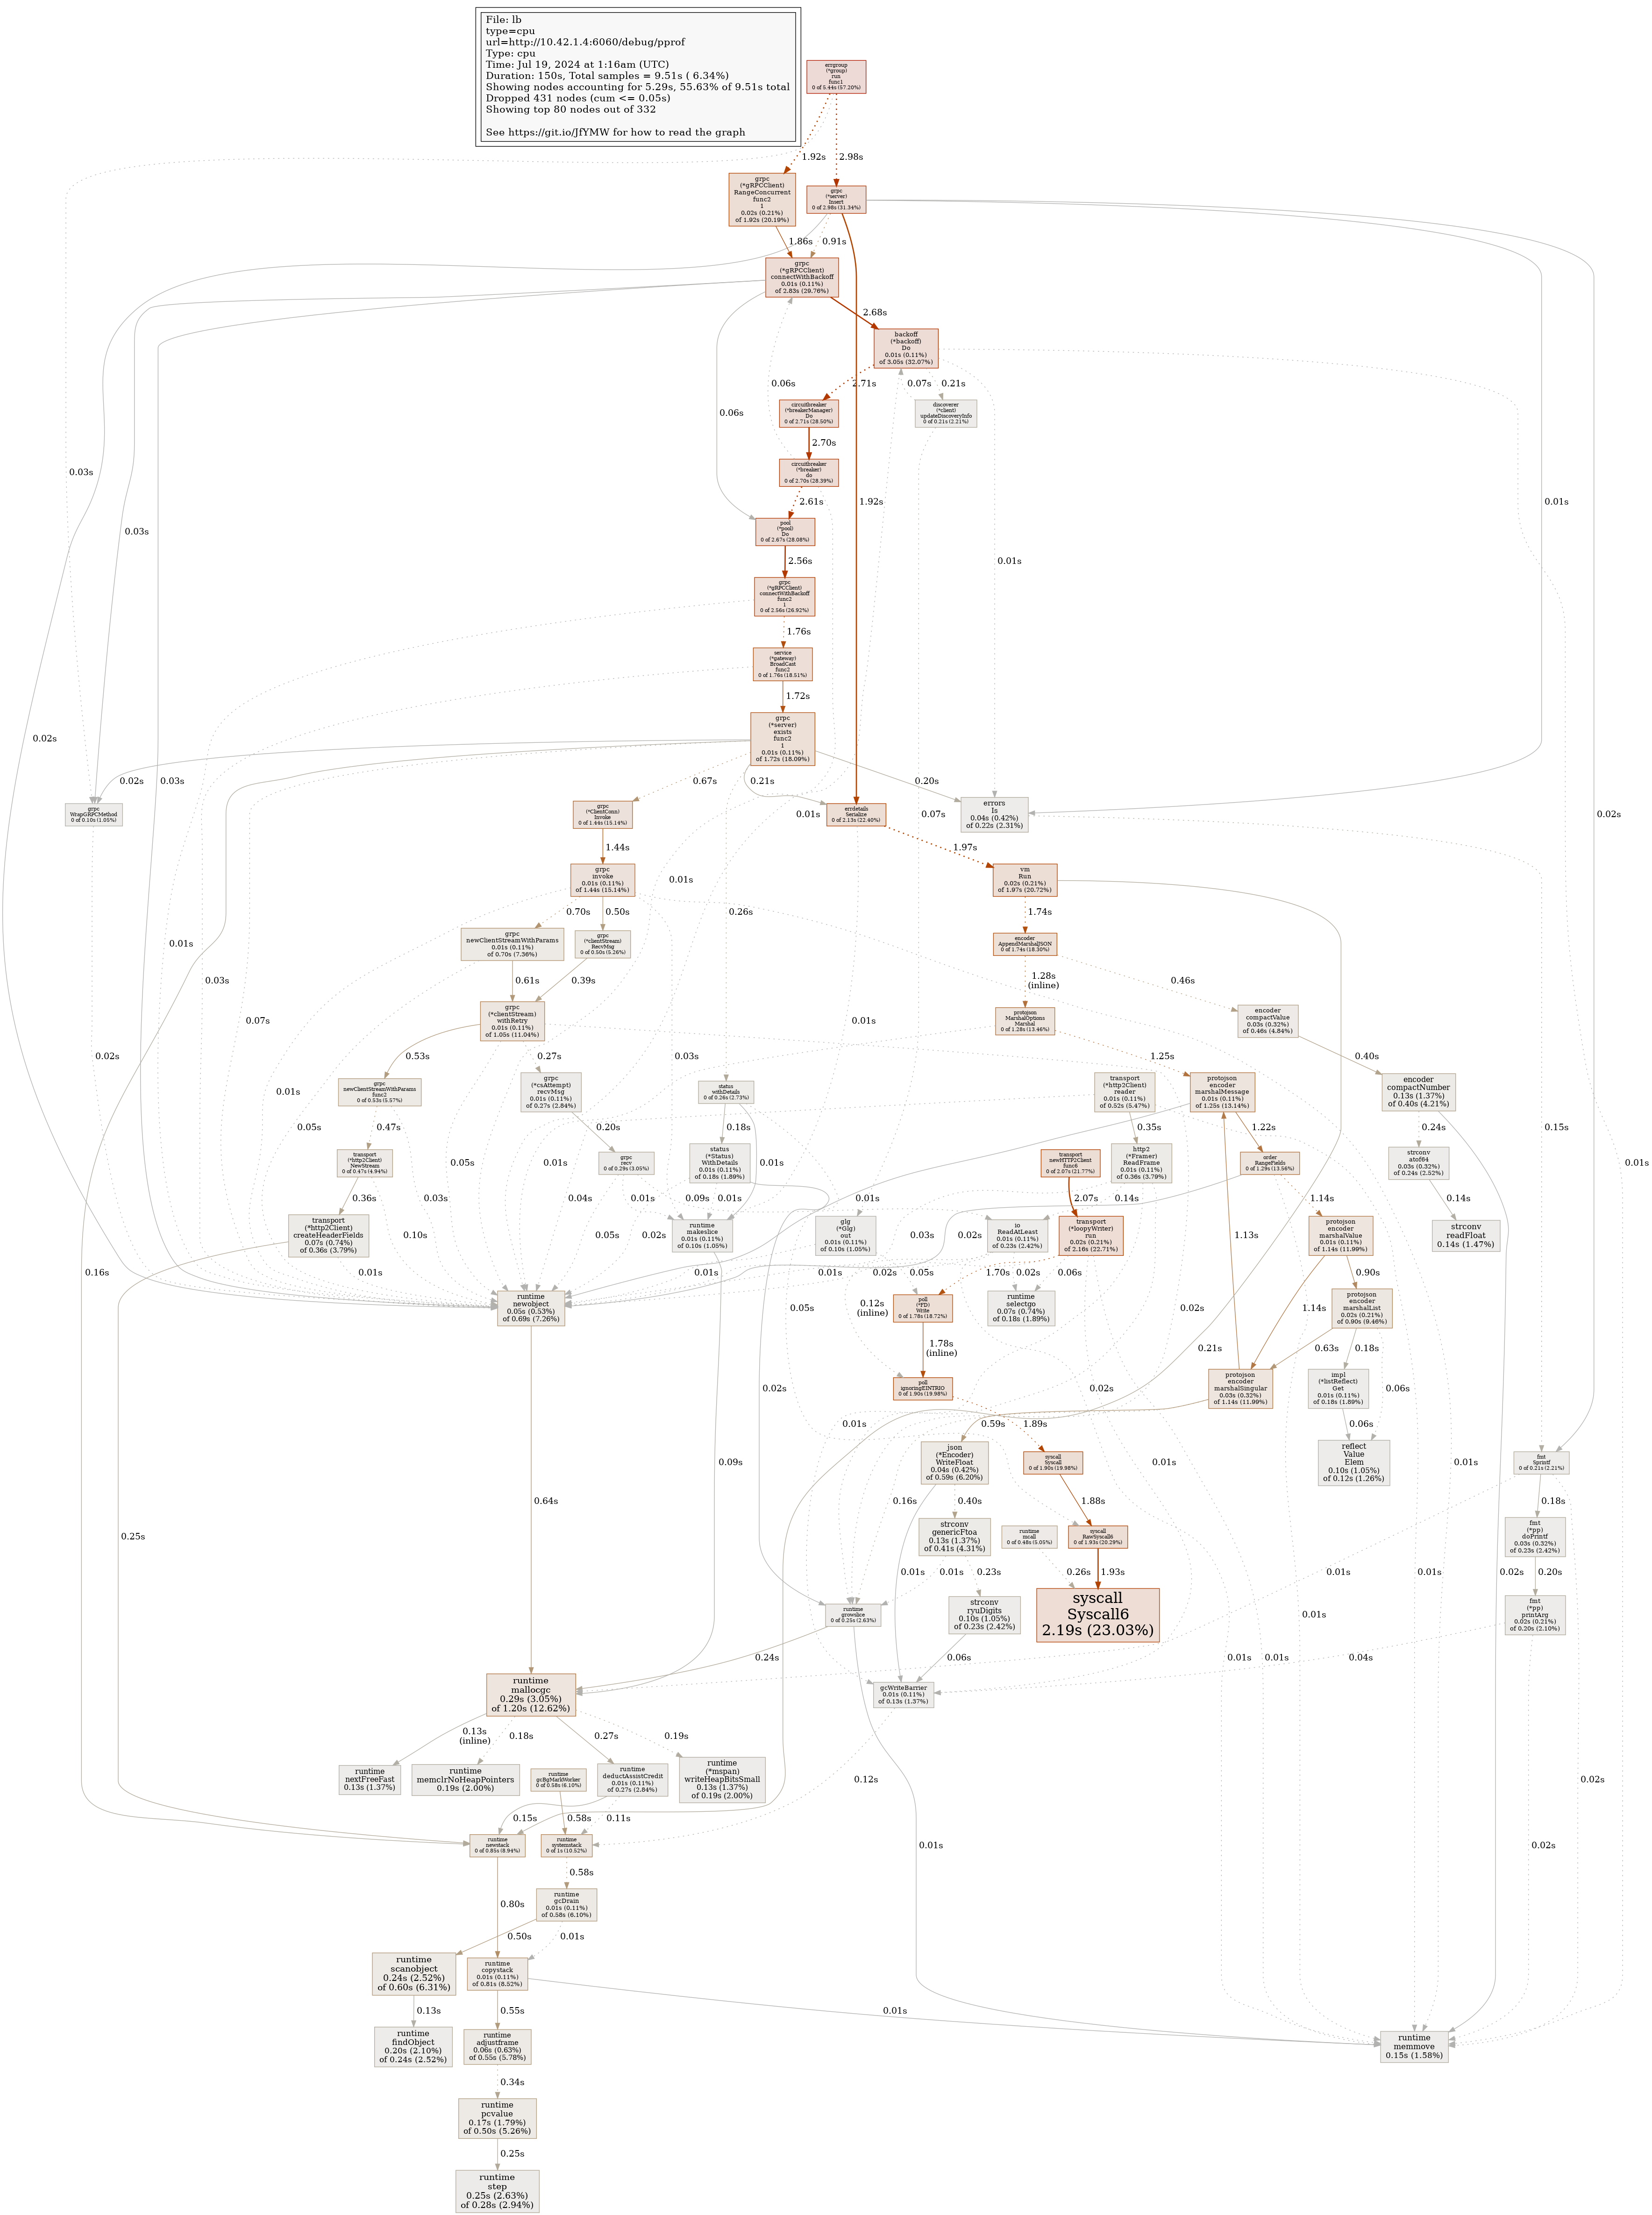 File: lb
type=cpu
url=http://10.42.1.4:6060/debug/pprof
Type: cpu
Time: Jul 19, 2024 at 1:16am (UTC)
Duration: 150s, Total samples = 9.51s ( 6.34%)
Showing nodes accounting for 5.29s, 55.63% of 9.51s total
Dropped 431 nodes (cum <= 0.05s)
Showing top 80 nodes out of 332
See https://git.io/JfYMW for how to read the graph
errgroup
(*group)
run
func1
0 of 5.44s (57.20%)
1.92s
2.98s
grpc
(*gRPCClient)
RangeConcurrent
func2
1
0.02s (0.21%)
of 1.92s (20.19%)
grpc
(*server)
Insert
0 of 2.98s (31.34%)
1.86s
0.91s
grpc
(*gRPCClient)
connectWithBackoff
0.01s (0.11%)
of 2.83s (29.76%)
2.68s
backoff
(*backoff)
Do
0.01s (0.11%)
of 3.05s (32.07%)
0.06s
0.06s
2.71s
0.07s
0.21s
circuitbreaker
(*breakerManager)
Do
0 of 2.71s (28.50%)
discoverer
(*client)
updateDiscoveryInfo
0 of 0.21s (2.21%)
2.70s
0.03s
circuitbreaker
(*breaker)
do
0 of 2.70s (28.39%)
2.61s
1.92s
0.01s
pool
(*pool)
Do
0 of 2.67s (28.08%)
0.03s
2.56s
0.01s
grpc
(*gRPCClient)
connectWithBackoff
func2
1
0 of 2.56s (26.92%)
1.76s
service
(*gateway)
BroadCast
func2
0 of 1.76s (18.51%)
1.72s
grpc
(*server)
exists
func2
1
0.01s (0.11%)
of 1.72s (18.09%)
0.02s
0.02s
0.03s
0.67s
0.21s
0.20s
grpc
WrapGRPCMethod
0 of 0.10s (1.05%)
grpc
(*ClientConn)
Invoke
0 of 1.44s (15.14%)
0.01s
errdetails
Serialize
0 of 2.13s (22.40%)
0.07s
errors
Is
0.04s (0.42%)
of 0.22s (2.31%)
0.02s
1.44s
1.97s
grpc
invoke
0.01s (0.11%)
of 1.44s (15.14%)
0.01s
vm
Run
0.02s (0.21%)
of 1.97s (20.72%)
0.70s
0.50s
0.26s
1.74s
grpc
newClientStreamWithParams
0.01s (0.11%)
of 0.70s (7.36%)
grpc
(*clientStream)
RecvMsg
0 of 0.50s (5.26%)
encoder
AppendMarshalJSON
0 of 1.74s (18.30%)
0.01s
0.03s
0.61s
0.39s
1.28s
(inline)
0.46s
0.07s
grpc
(*clientStream)
withRetry
0.01s (0.11%)
of 1.05s (11.04%)
0.01s
protojson
MarshalOptions
Marshal
0 of 1.28s (13.46%)
encoder
compactValue
0.03s (0.32%)
of 0.46s (4.84%)
0.02s
0.53s
0.27s
0.03s
1.25s
0.40s
0.01s
0.05s
grpc
newClientStreamWithParams
func2
0 of 0.53s (5.57%)
grpc
(*csAttempt)
recvMsg
0.01s (0.11%)
of 0.27s (2.84%)
status
withDetails
0 of 0.26s (2.73%)
transport
(*http2Client)
reader
0.01s (0.11%)
of 0.52s (5.47%)
protojson
encoder
marshalMessage
0.01s (0.11%)
of 1.25s (13.14%)
encoder
compactNumber
0.13s (1.37%)
of 0.40s (4.21%)
0.47s
0.20s
0.18s
0.35s
1.22s
0.24s
0.15s
transport
(*http2Client)
NewStream
0 of 0.47s (4.94%)
0.05s
0.01s
grpc
recv
0 of 0.29s (3.05%)
status
(*Status)
WithDetails
0.01s (0.11%)
of 0.18s (1.89%)
0.01s
http2
(*Framer)
ReadFrame
0.01s (0.11%)
of 0.36s (3.79%)
transport
newHTTP2Client
func6
0 of 2.07s (21.77%)
order
RangeFields
0 of 1.29s (13.56%)
strconv
atof64
0.03s (0.32%)
of 0.24s (2.52%)
0.01s
0.36s
0.03s
0.04s
0.01s
0.09s
0.01s
0.01s
0.14s
2.07s
1.14s
0.14s
transport
(*http2Client)
createHeaderFields
0.07s (0.74%)
of 0.36s (3.79%)
0.10s
0.05s
0.02s
runtime
makeslice
0.01s (0.11%)
of 0.10s (1.05%)
glg
(*Glg)
out
0.01s (0.11%)
of 0.10s (1.05%)
0.03s
0.02s
io
ReadAtLeast
0.01s (0.11%)
of 0.23s (2.42%)
transport
(*loopyWriter)
run
0.02s (0.21%)
of 2.16s (22.71%)
protojson
encoder
marshalValue
0.01s (0.11%)
of 1.14s (11.99%)
strconv
readFloat
0.14s (1.47%)
1.13s
0.16s
0.01s
0.01s
0.01s
0.02s
0.05s
1.70s
0.02s
0.06s
0.90s
runtime
newobject
0.05s (0.53%)
of 0.69s (7.26%)
0.05s
0.12s
(inline)
poll
(*FD)
Write
0 of 1.78s (18.72%)
runtime
selectgo
0.07s (0.74%)
of 0.18s (1.89%)
0.02s
1.14s
protojson
encoder
marshalList
0.02s (0.21%)
of 0.90s (9.46%)
1.78s
(inline)
0.21s
0.63s
0.18s
0.02s
poll
ignoringEINTRIO
0 of 1.90s (19.98%)
0.02s
protojson
encoder
marshalSingular
0.03s (0.32%)
of 1.14s (11.99%)
impl
(*listReflect)
Get
0.01s (0.11%)
of 0.18s (1.89%)
0.06s
0.01s
0.59s
1.89s
0.06s
json
(*Encoder)
WriteFloat
0.04s (0.42%)
of 0.59s (6.20%)
syscall
Syscall
0 of 1.90s (19.98%)
reflect
Value
Elem
0.10s (1.05%)
of 0.12s (1.26%)
fmt
Sprintf
0 of 0.21s (2.21%)
0.09s
0.01s
0.01s
0.64s
0.16s
0.40s
1.88s
0.18s
0.25s
strconv
genericFtoa
0.13s (1.37%)
of 0.41s (4.31%)
runtime
mcall
0 of 0.48s (5.05%)
syscall
RawSyscall6
0 of 1.93s (20.29%)
fmt
(*pp)
doPrintf
0.03s (0.32%)
of 0.23s (2.42%)
0.01s
0.01s
0.23s
0.26s
1.93s
0.01s
0.02s
0.01s
0.20s
runtime
growslice
0 of 0.25s (2.63%)
strconv
ryuDigits
0.10s (1.05%)
of 0.23s (2.42%)
syscall
Syscall6
2.19s (23.03%)
0.01s
fmt
(*pp)
printArg
0.02s (0.21%)
of 0.20s (2.10%)
0.24s
0.06s
0.01s
0.01s
0.04s
runtime
mallocgc
0.29s (3.05%)
of 1.20s (12.62%)
gcWriteBarrier
0.01s (0.11%)
of 0.13s (1.37%)
0.13s
(inline)
0.18s
0.27s
0.19s
runtime
nextFreeFast
0.13s (1.37%)
runtime
memclrNoHeapPointers
0.19s (2.00%)
runtime
gcBgMarkWorker
0 of 0.58s (6.10%)
runtime
deductAssistCredit
0.01s (0.11%)
of 0.27s (2.84%)
runtime
(*mspan)
writeHeapBitsSmall
0.13s (1.37%)
of 0.19s (2.00%)
0.12s
0.02s
0.15s
0.58s
0.11s
runtime
newstack
0 of 0.85s (8.94%)
runtime
systemstack
0 of 1s (10.52%)
0.01s
0.02s
0.58s
0.80s
runtime
gcDrain
0.01s (0.11%)
of 0.58s (6.10%)
0.50s
0.01s
runtime
scanobject
0.24s (2.52%)
of 0.60s (6.31%)
runtime
copystack
0.01s (0.11%)
of 0.81s (8.52%)
0.13s
0.55s
0.01s
runtime
findObject
0.20s (2.10%)
of 0.24s (2.52%)
runtime
adjustframe
0.06s (0.63%)
of 0.55s (5.78%)
runtime
memmove
0.15s (1.58%)
0.34s
runtime
pcvalue
0.17s (1.79%)
of 0.50s (5.26%)
0.25s
runtime
step
0.25s (2.63%)
of 0.28s (2.94%)